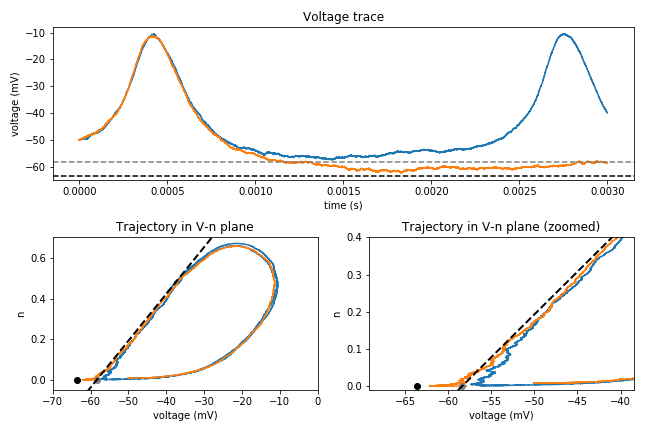 Voltage trace
voltage (mV)
−10
−20
−30
−40
−50
−60
0.0000 0.0005 0.0010 0.0015 0.0020 0.0025 0.0030
time (s)
Trajectory in V-n plane
n
0.6
0.4
0.2
0.0
−70 −60 −50 −40 −30 −20 −10 0
voltage (mV)
Trajectory in V-n plane (zoomed)
n
0.4
0.3
0.2
0.1
0.0
−65 −60 −55 −50 −45 −40
voltage (mV)